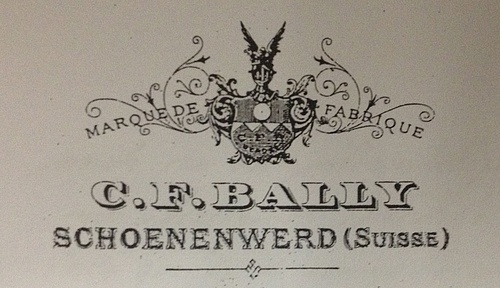 MARQUE DE FABRIQUE
C. F. B
C.F. BALLY
SCHOENENWERD (SUISSE)